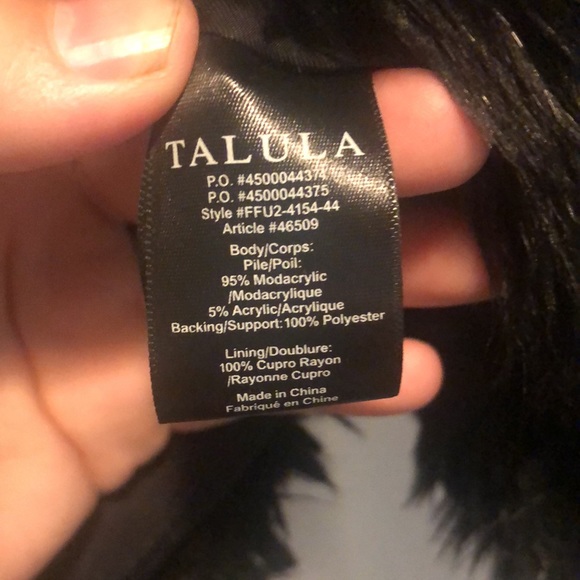 TALULA
P.O. #4500044374
P.O. #4500044375
Style #FFU2-4154-44
Article #46509
Body/Corps:
Pile/Poil:
95% Modacrylic
/Modacrylique
5% Acrylic/Acrylique
Backing/Support:100% Polyester
Lining/Doublure:
100% Cupro Rayon
/Rayonne Cupro
Made in China
Fabriqué en Chine